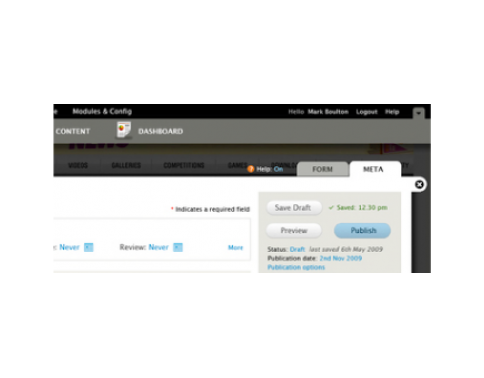 e Modules & Config Hello Mark Boulton Logout Help
CONTENT DASHBOARD
VIDEOS GALLERIES COMPETITIONS GAMES
Help: On FORM META
* Indicates a required field
Save Draft ✓ Saved: 12.30 pm
Preview Publish
: Never Review: Never More
Status: Draft: last saved 6th May 2009
Publication date: 2nd Nov 2009
Publication options